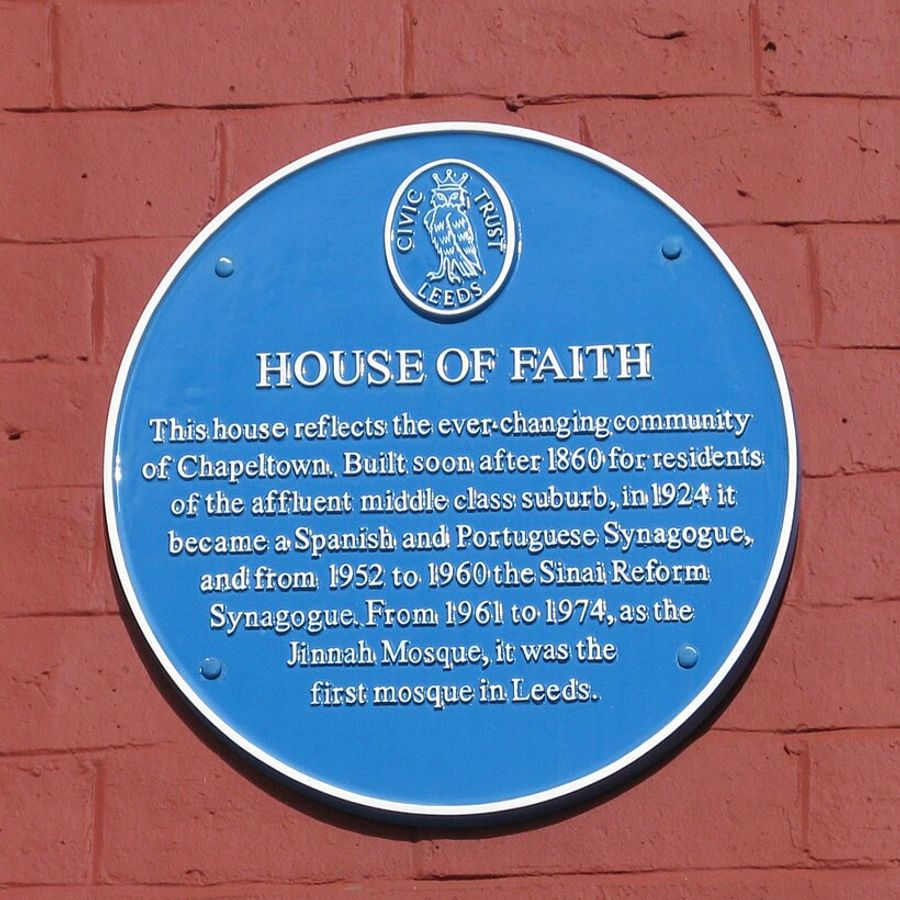 CIVIC TRUST
LEEDS
HOUSE OF FAITH
This house reflects the ever-changing community
of Chapeltown. Built soon after 1860 for residents
of the affluent middle class suburb, in 1924 it
became a Spanish and Portuguese Synagogue,
and from 1952 to 1960 the Sinai Reform
Synagogue. From 1961 to 1974, as the
Jinnah Mosque, it was the
first mosque in Leeds.